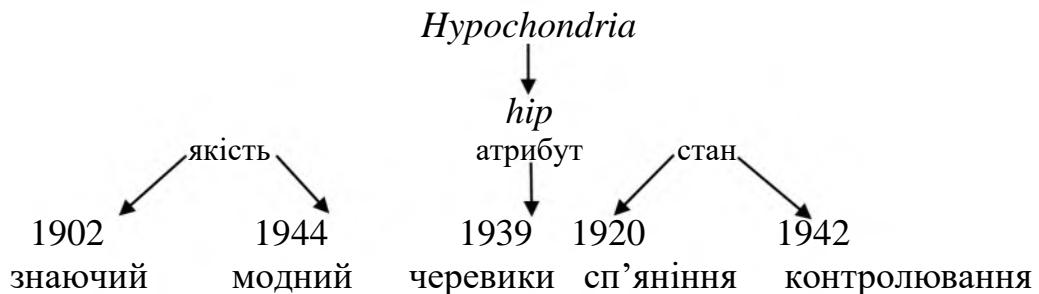 Hypochondria
hip
якість атрибут стан
1902 1944 1939 1920 1942
знаючий модний черевики сп’яніння контролювання